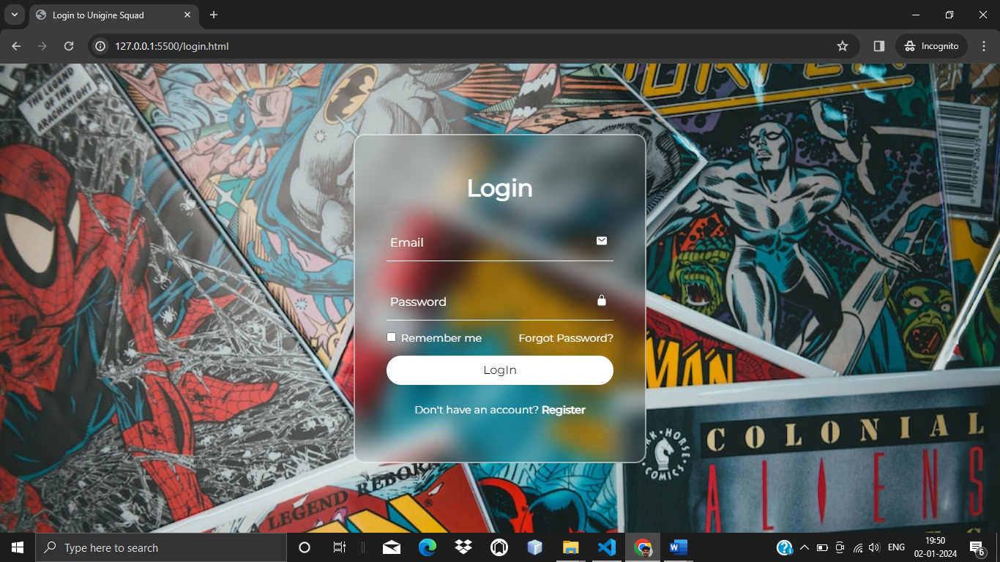 Login to Unigine Squad
127.0.0.1:5500/login.html
Incognito
THE LEGEND
OF THE
ARACHKNIGHT
Login
Email
Password
Remember me
Forgot Password?
LogIn
Don't have an account? Register
MAN
COLONIAL
ALIENS
DARK HORSE
COMICS
A LEGEND REBORN
®
Type here to search
ENG
19:50
02-01-2024
6